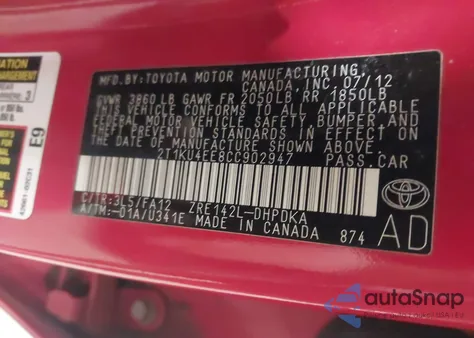 MFD.BY:TOYOTA MOTOR MANUFACTURING
CANADA, INC. 07/12
GVWR 3860 LB GAWR FR 2050LB RR 1850LB
THIS VEHICLE CONFORMS TO ALL APPLICABLE
FEDERAL MOTOR VEHICLE SAFETY, BUMPER,
AND THEFT PREVENTION STANDARDS IN EFFECT
ON THE DATE OF MANUFACTURE SHOWN ABOVE.
2T1KU4EE8CC902947 PASS.CAR
C/TR:3L5/FA12 ZRE142L-DHPDKA
A/TM:-01A/U341E MADE IN CANADA 874
TOYOTA
AD
E9
REAR
3
autoSnap